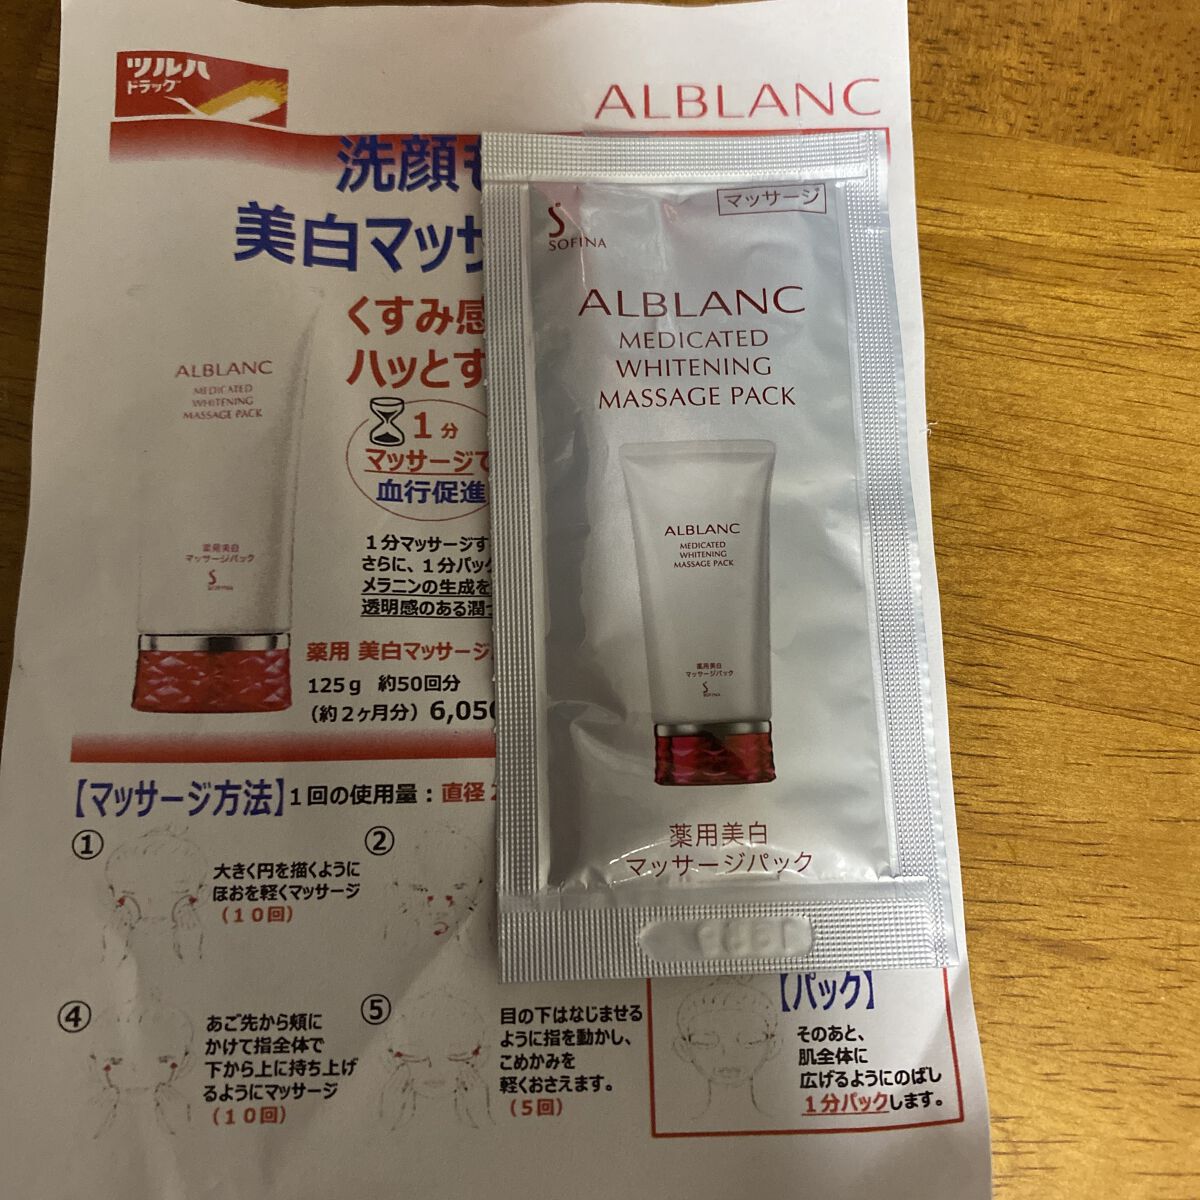 ツルハ
ドラッグ
ALBLANC
洗顔も
美白マッサ
くすみ感
ハッとす
1分
マッサージで
血行促進
1分マッサージす
さらに、1分パック
メラニンの生成を
透明感のある潤
ALBLANC
MEDICATED
WHITENING
MASSAGE PACK
薬用美白
マッサージパック
S
SOFINA
薬用 美白マッサージ
125g 約50回分
(約2ヶ月分) 6,050
マッサージ
S
SOFINA
ALBLANC
MEDICATED
WHITENING
MASSAGE PACK
ALBLANC
MEDICATED
WHITENING
MASSAGE PACK
薬用美白
マッサージパック
S
SOFINA
薬用美白
マッサージパック
【マッサージ方法】1回の使用量:直径2
①
大きく円を描くように
ほおを軽くマッサージ
(10回)
②
④
あご先から頬に
かけて指全体で
下から上に持ち上げ
るようにマッサージ
(10回)
⑤
目の下はなじませる
ように指を動かし、
こめかみを
軽くおさえます。
(5回)
【パック】
そのあと、
肌全体に
広げるようにのばし
1分パックします。